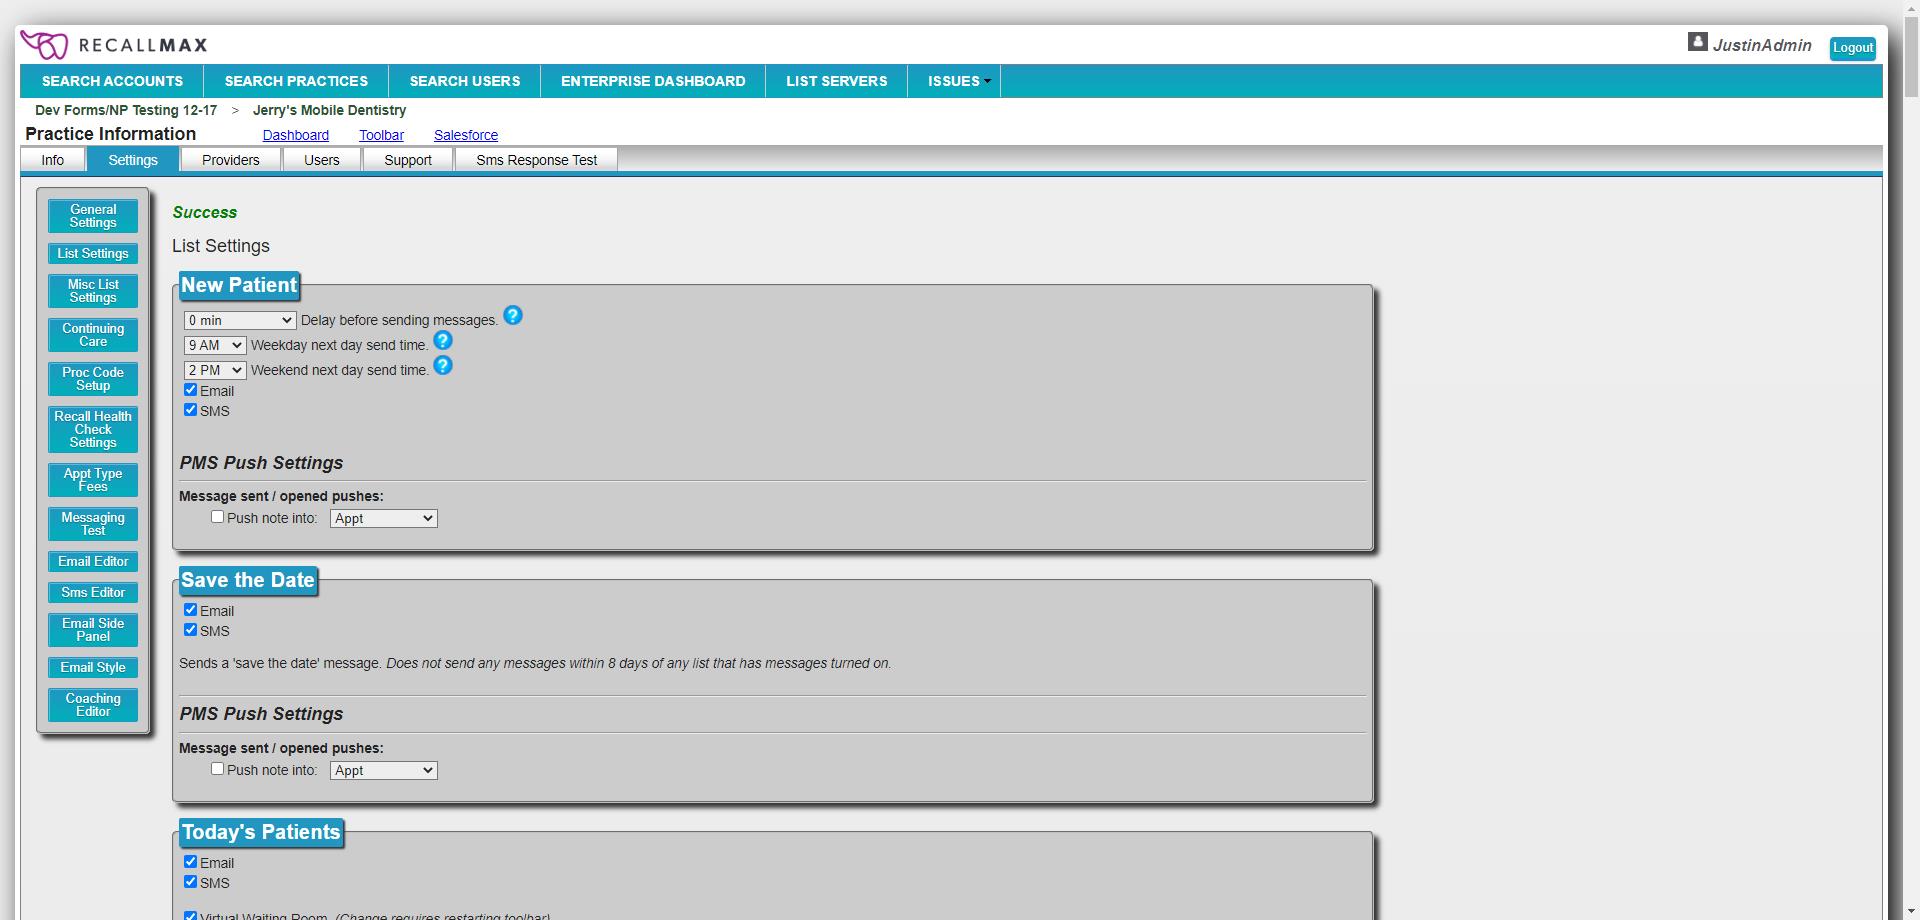 RECALLMAX
JustinAdmin Logout
SEARCH ACCOUNTS SEARCH PRACTICES SEARCH USERS ENTERPRISE DASHBOARD LIST SERVERS ISSUES
Dev Forms/NP Testing 12-17 > Jerry's Mobile Dentistry
Practice Information Dashboard Toolbar Salesforce
Info Settings Providers Users Support Sms Response Test
General
Settings
List Settings
Misc List
Settings
Continuing
Care
Proc Code
Setup
Recall Health
Check
Settings
Appt Type
Fees
Messaging
Test
Email Editor
Sms Editor
Email Side
Panel
Email Style
Coaching
Editor
Success
List Settings
New Patient
0 min Delay before sending messages. ?
9 AM Weekday next day send time. ?
2 PM Weekend next day send time. ?
Email
SMS
PMS Push Settings
Message sent / opened pushes:
Push note into: Appt
Save the Date
Email
SMS
Sends a 'save the date' message. Does not send any messages within 8 days of any list that has messages turned on.
PMS Push Settings
Message sent / opened pushes:
Push note into: Appt
Today's Patients
Email
SMS
Virtual Waiting Room (Change requires restarting toolbar)